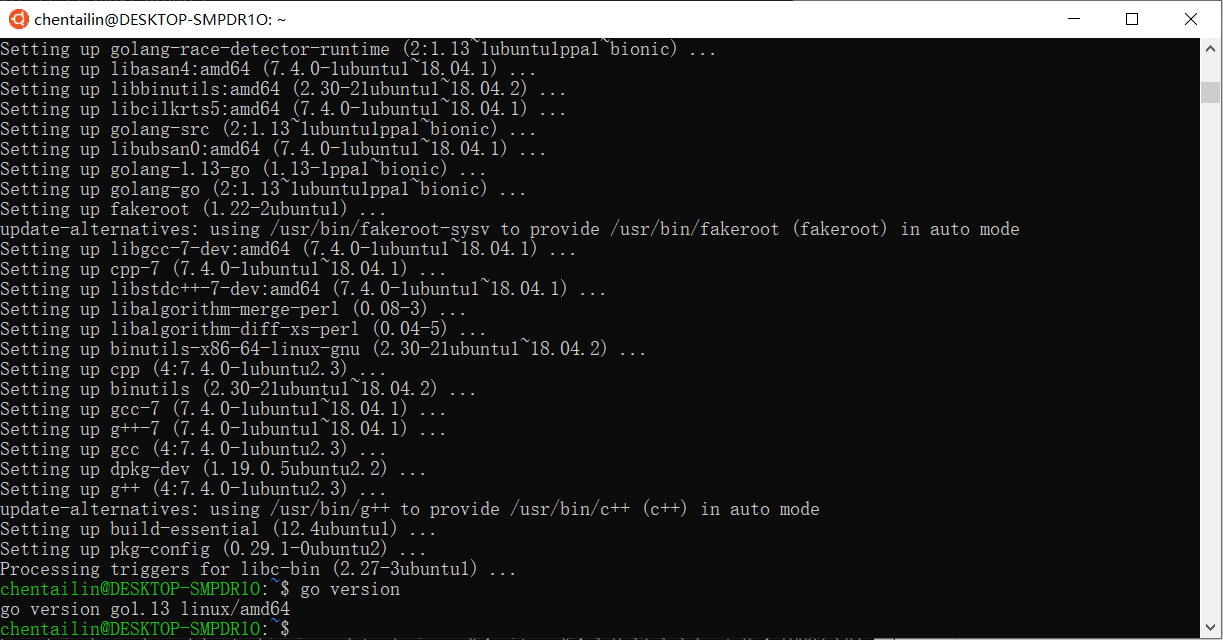 chentailin@DESKTOP-SMPDR1O: ~
Setting up golang-race-detector-runtime (2:1.13~1ubuntu1ppa1~bionic) ...
Setting up libasan4:amd64 (7.4.0-1ubuntu1~18.04.1) ...
Setting up libbinutils:amd64 (2.30-21ubuntu1~18.04.2) ...
Setting up libcilkrts5:amd64 (7.4.0-1ubuntu1~18.04.1) ...
Setting up golang-src (2:1.13~1ubuntu1ppa1~bionic) ...
Setting up libubsan0:amd64 (7.4.0-1ubuntu1~18.04.1) ...
Setting up golang-1.13-go (1.13-1ppa1~bionic) ...
Setting up golang-go (2:1.13~1ubuntu1ppa1~bionic) ...
Setting up fakeroot (1.22-2ubuntu1) ...
update-alternatives: using /usr/bin/fakeroot-sysv to provide /usr/bin/fakeroot (fakeroot) in auto mode
Setting up libgcc-7-dev:amd64 (7.4.0-1ubuntu1~18.04.1) ...
Setting up cpp-7 (7.4.0-1ubuntu1~18.04.1) ...
Setting up libstdc++-7-dev:amd64 (7.4.0-1ubuntu1~18.04.1) ...
Setting up libalgorithm-merge-perl (0.08-3) ...
Setting up libalgorithm-diff-xs-perl (0.04-5) ...
Setting up binutils-x86-64-linux-gnu (2.30-21ubuntu1~18.04.2) ...
Setting up cpp (4:7.4.0-1ubuntu2.3) ...
Setting up binutils (2.30-21ubuntu1~18.04.2) ...
Setting up gcc-7 (7.4.0-1ubuntu1~18.04.1) ...
Setting up g++-7 (7.4.0-1ubuntu1~18.04.1) ...
Setting up gcc (4:7.4.0-1ubuntu2.3) ...
Setting up dpkg-dev (1.19.0.5ubuntu2.2) ...
Setting up g++ (4:7.4.0-1ubuntu2.3) ...
update-alternatives: using /usr/bin/g++ to provide /usr/bin/c++ (c++) in auto mode
Setting up build-essential (12.4ubuntu1) ...
Setting up pkg-config (0.29.1-0ubuntu2) ...
Processing triggers for libc-bin (2.27-3ubuntu1) ...
chentailin@DESKTOP-SMPDR1O:~$ go version
go version go1.13 linux/amd64
chentailin@DESKTOP-SMPDR1O:~$